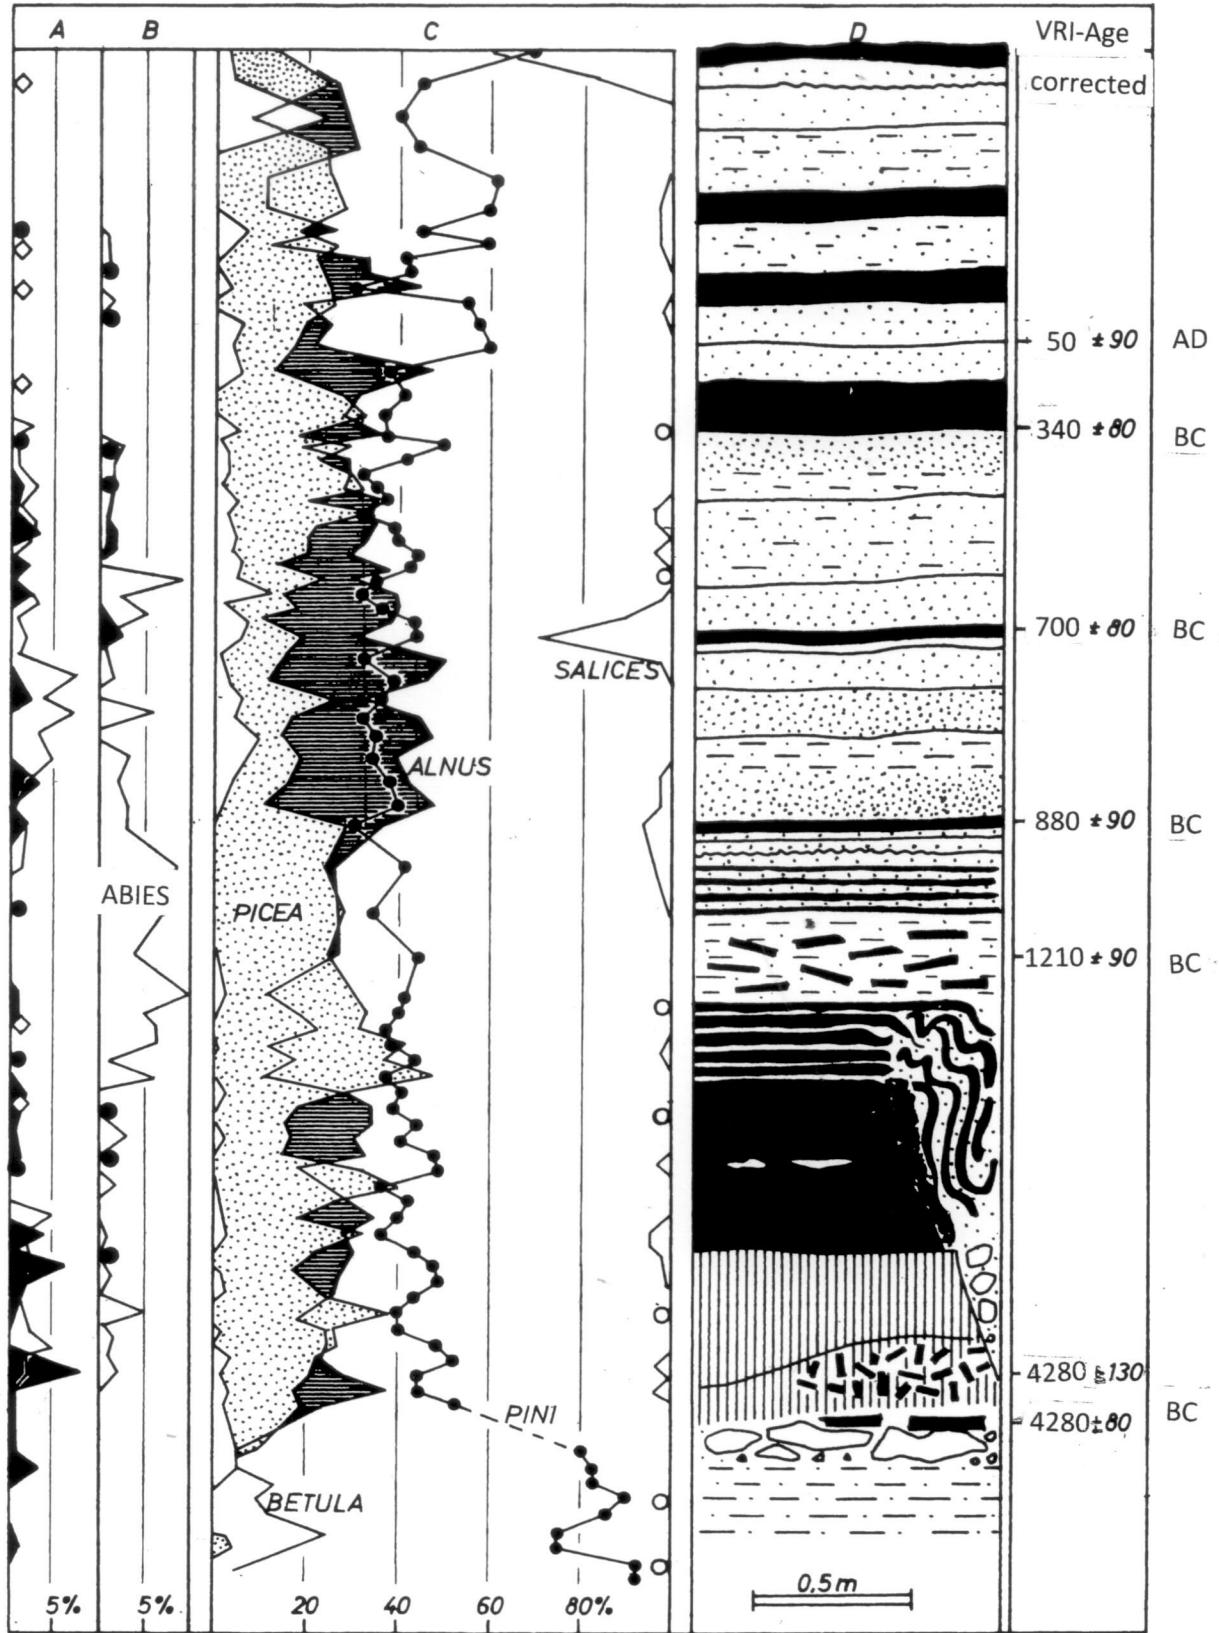 A B C D VRI-Age
corrected
50 ±90 AD
340 ±80 BC
700 ±80 BC
SALICES
ALNUS
880 ±90 BC
ABIES
PICEA
1210 ±90 BC
4280 ±130
PINI
BC
4280±80
BETULA
0,5m
5% 5% 20 40 60 80%